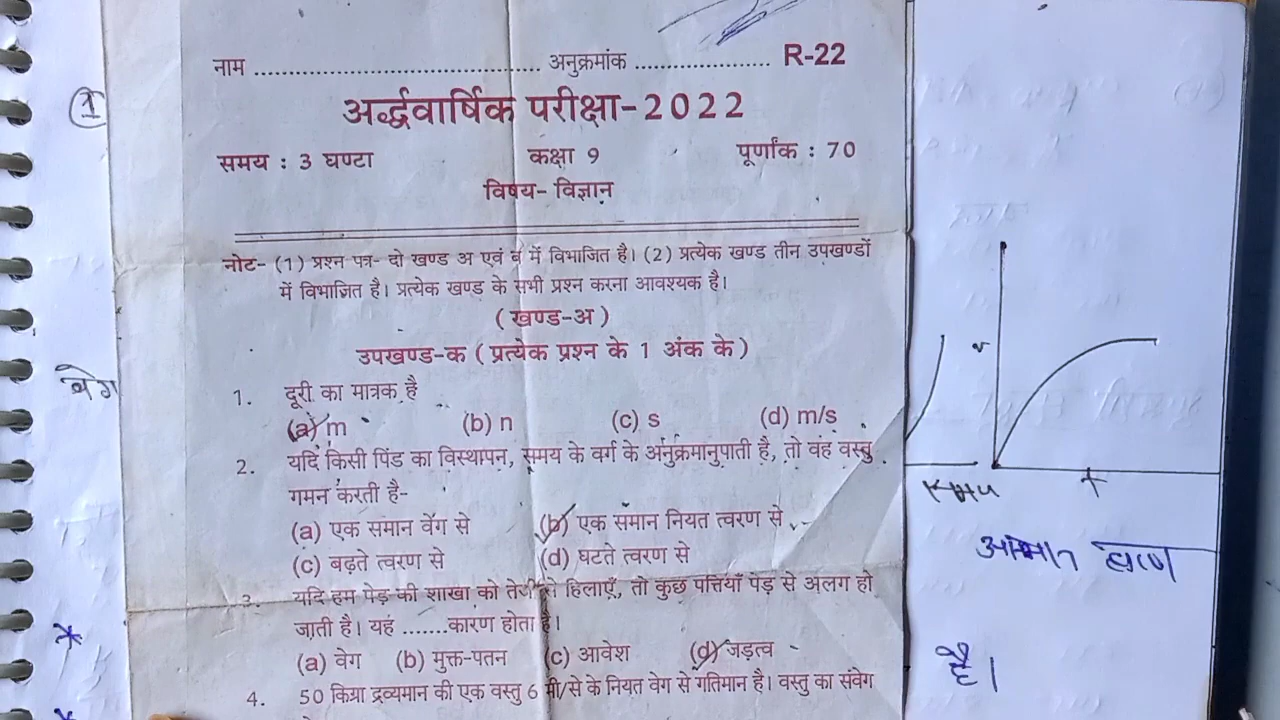 नाम ........................................ अनुक्रमांक .................... R-22
1
अर्द्धवार्षिक परीक्षा-2022
समय : 3 घण्टा कक्षा 9 पूर्णांक : 70
विषय- विज्ञान
नोट- (1) प्रश्न पत्र- दो खण्ड अ एवं ब में विभाजित है। (2) प्रत्येक खण्ड तीन उपखण्डों
में विभाजित है। प्रत्येक खण्ड के सभी प्रश्न करना आवश्यक है।
( खण्ड-अ )
उपखण्ड-क ( प्रत्येक प्रश्न के 1 अंक के )
वेग
1. दूरी का मात्रक है
(a) m (b) n (c) s (d) m/s
2. यदि किसी पिंड का विस्थापन, समय के वर्ग के अनुक्रमानुपाती है, तो वह वस्तु
गमन करती है-
(a) एक समान वेग से (b) एक समान नियत त्वरण से
(c) बढ़ते त्वरण से (d) घटते त्वरण से
3. यदि हम पेड़ की शाखा को तेजी से हिलाएँ, तो कुछ पत्तियाँ पेड़ से अलग हो
जाती है। यह .......कारण होता है।
(a) वेग (b) मुक्त-पतन (c) आवेश (d) जड़त्व
4. 50 किग्रा द्रव्यमान की एक वस्तु 6 मी/से के नियत वेग से गतिमान है। वस्तु का संवेग
v
t
है।